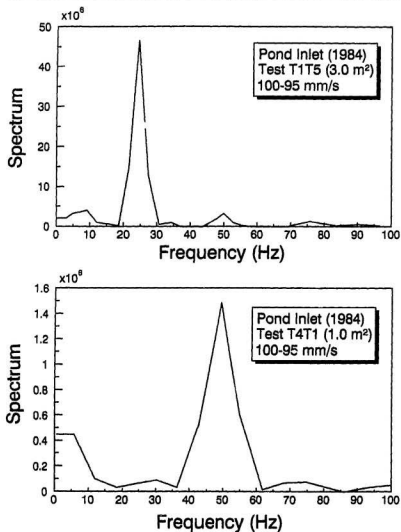 x10⁶
50
40
30
20
10
0
Spectrum
Pond Inlet (1984)
Test T1T5 (3.0 m²)
100-95 mm/s
0 10 20 30 40 50 60 70 80 90 100
Frequency (Hz)
x10⁸
1.6
1.4
1.2
1.0
0.8
0.6
0.4
0.2
0
Spectrum
Pond Inlet (1984)
Test T4T1 (1.0 m²)
100-95 mm/s
0 10 20 30 40 50 60 70 80 90 100
Frequency (Hz)